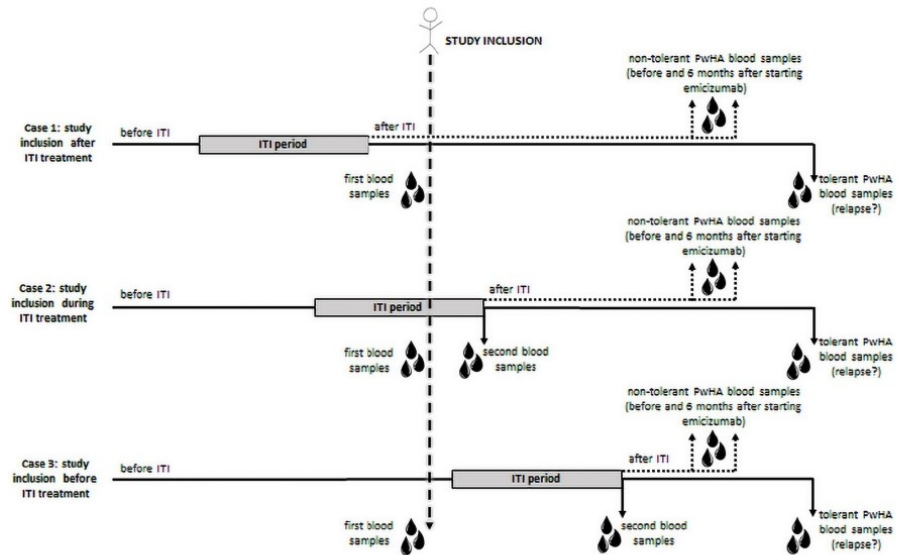 STUDY INCLUSION
non-tolerant PwHA blood samples
(before and 6 months after starting
emicizumab)
Case 1: study
inclusion after
ITI treatment
before ITI
after ITI
ITI period
first blood
samples
tolerant PwHA
blood samples
(relapse?)
non-tolerant PwHA blood samples
(before and 6 months after starting
emicizumab)
Case 2: study
inclusion during
ITI treatment
before ITI
after ITI
ITI period
first blood
samples
second blood
samples
tolerant PwHA
blood samples
(relapse?)
non-tolerant PwHA blood samples
(before and 6 months after starting
emicizumab)
Case 3: study
inclusion before
ITI treatment
before ITI
after ITI
ITI period
first blood
samples
second blood
samples
tolerant PwHA
blood samples
(relapse?)